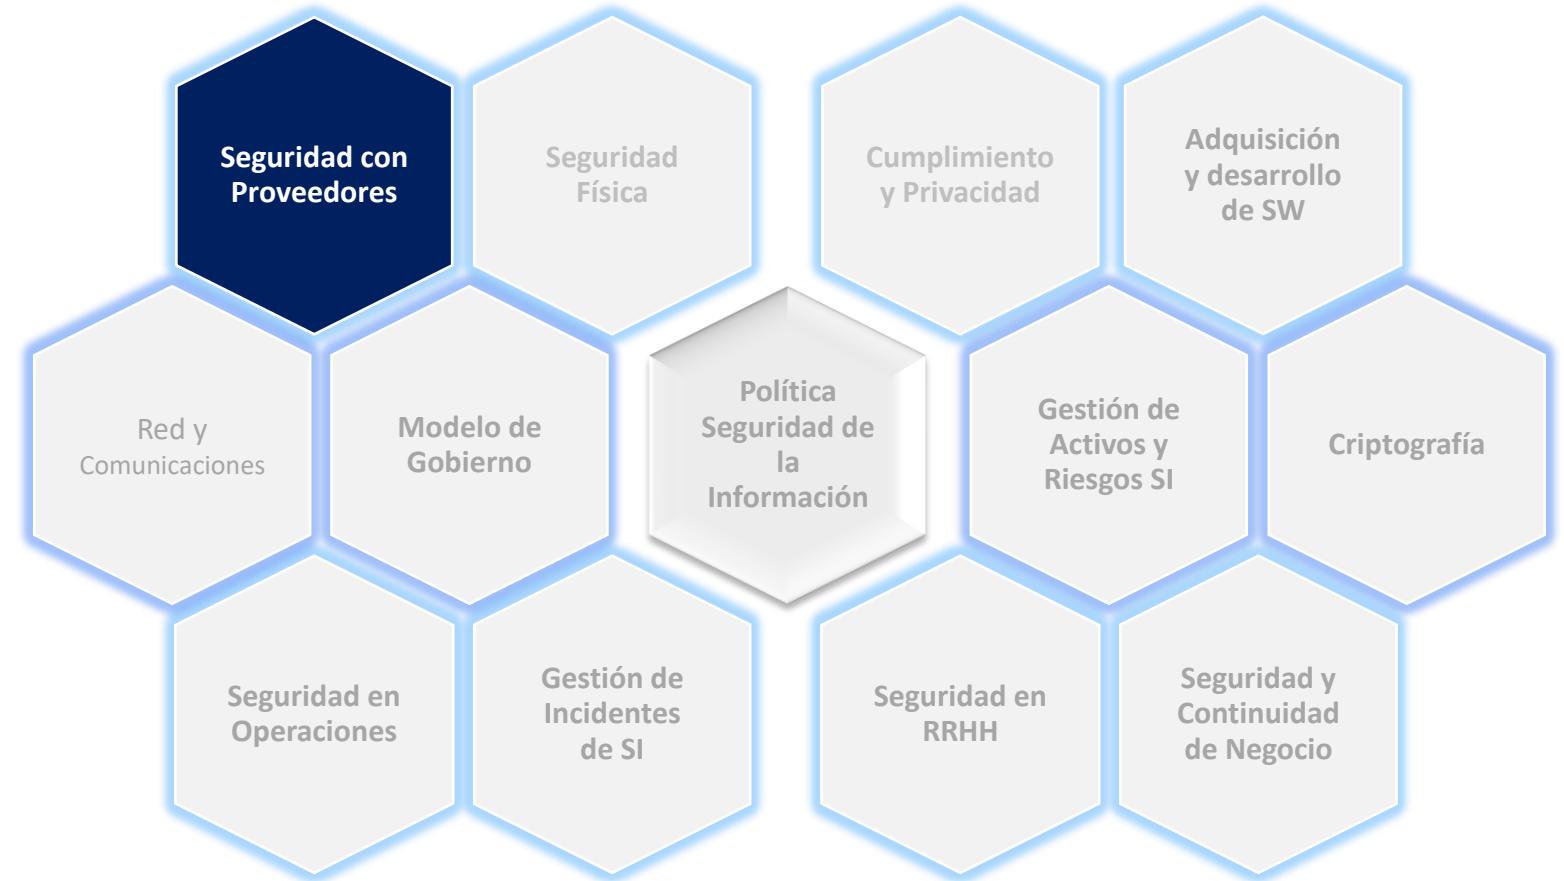 Seguridad con
Proveedores
Seguridad
Física
Cumplimiento
y Privacidad
Adquisición
y desarrollo
de SW
Red y
Comunicaciones
Modelo de
Gobierno
Política
Seguridad de
la
Información
Gestión de
Activos y
Riesgos SI
Criptografía
Seguridad en
Operaciones
Gestión de
Incidentes
de SI
Seguridad en
RRHH
Seguridad y
Continuidad
de Negocio